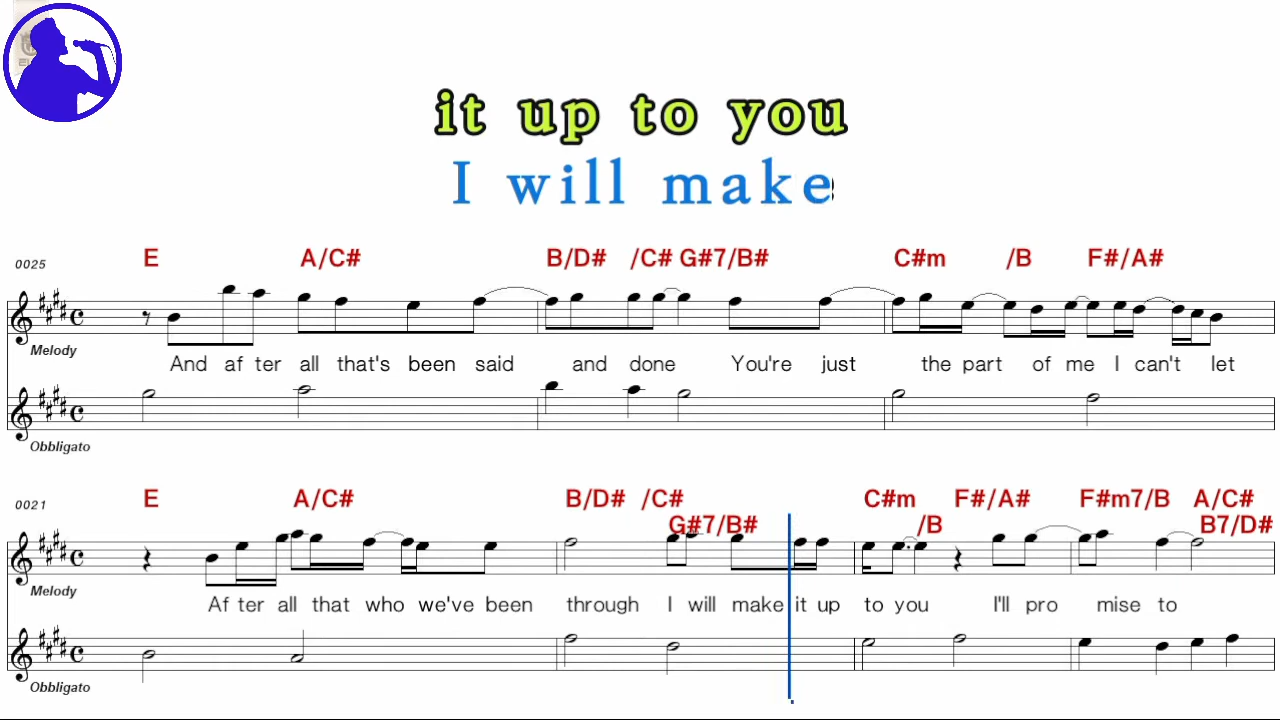 it up to you
I will make
E A/C# B/D# /C# G#7/B# C#m /B F#/A#
0025
Melody
And af ter all that's been said and done You're just the part of me I can't let
Obbligato
E A/C# B/D# /C# C#m F#/A# F#m7/B A/C#
0021
G#7/B# /B B7/D#
Melody
Af ter all that who we've been through I will make it up to you I'll pro mise to
Obbligato